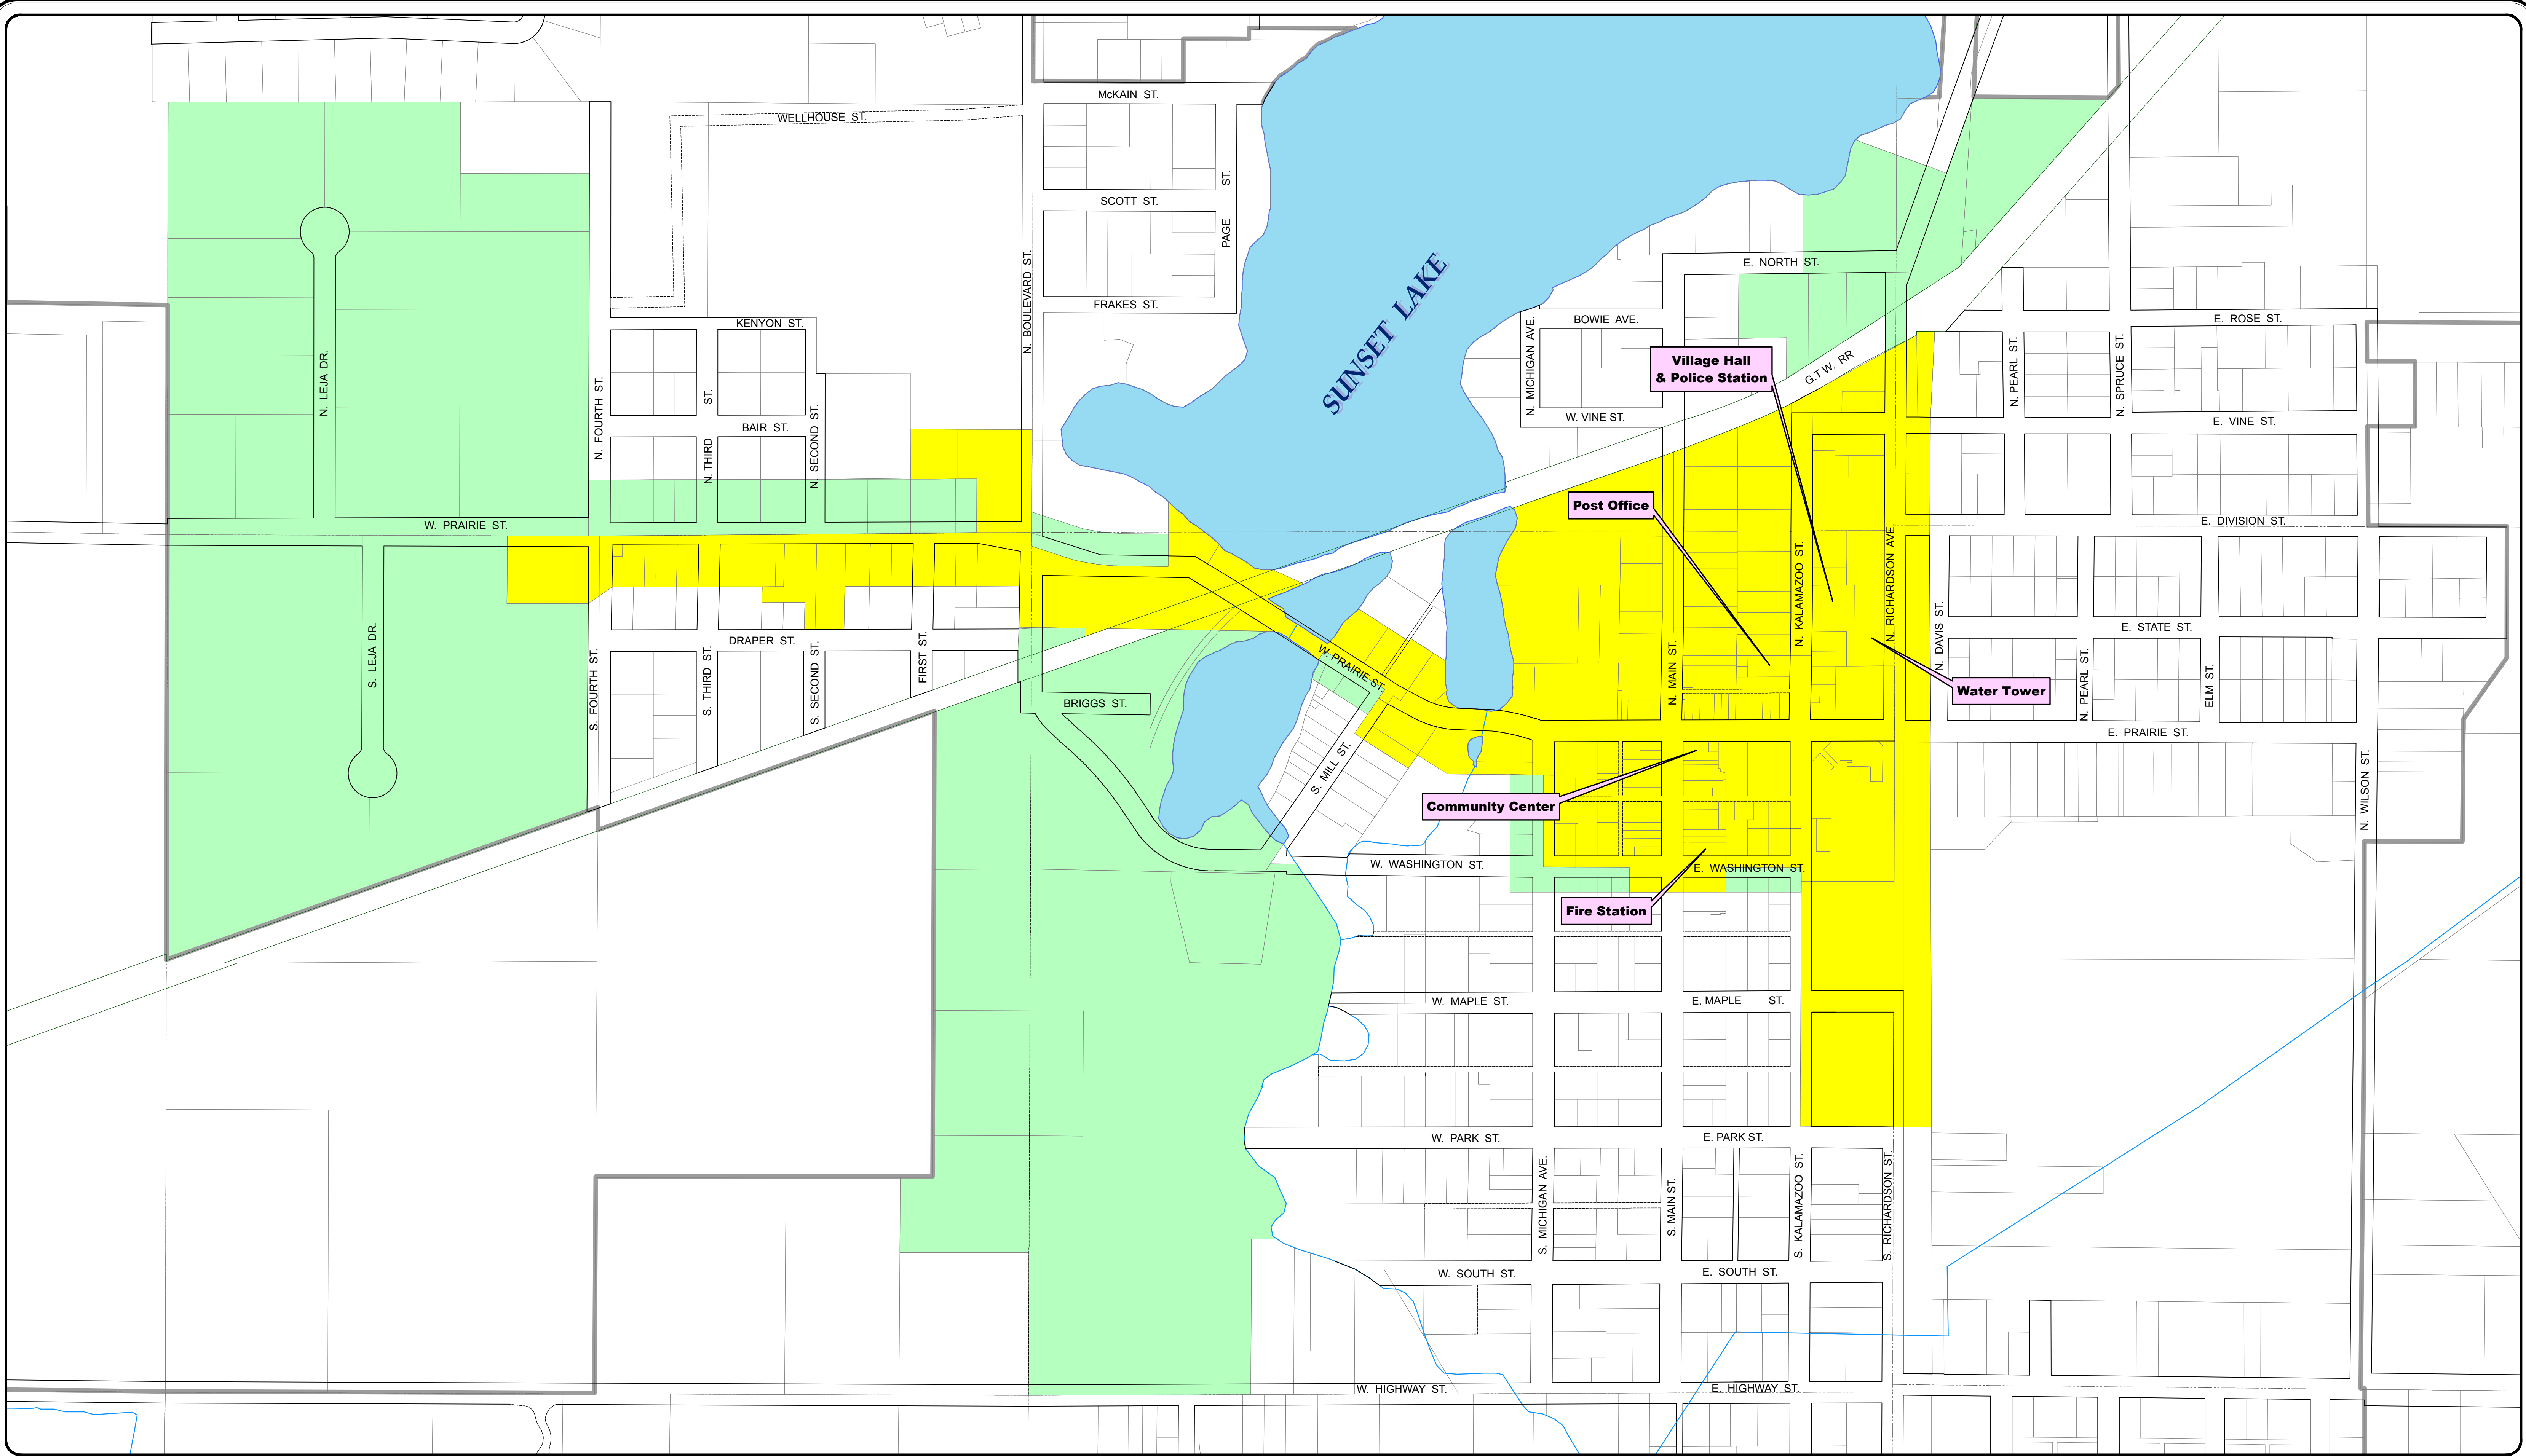 McKAIN ST.
WELLHOUSE ST.
ST.
PAGE
SCOTT ST.
FRAKES ST.
N. BOULEVARD ST.
SUNSET LAKE
E. NORTH ST.
BOWIE AVE.
N. MICHIGAN AVE.
W. VINE ST.
Village Hall
& Police Station
G.T.W. RR
N. PEARL ST.
N. SPRUCE ST.
E. ROSE ST.
E. VINE ST.
E. DIVISION ST.
KENYON ST.
N. LEJA DR.
N. FOURTH ST.
ST.
N. THIRD
BAIR ST.
N. SECOND ST.
W. PRAIRIE ST.
Post Office
N. KALAMAZOO ST.
N. RICHARDSON AVE.
N. DAVIS ST.
E. STATE ST.
S. LEJA DR.
S. FOURTH ST.
S. THIRD ST.
DRAPER ST.
S. SECOND ST.
FIRST ST.
W. PRAIRIE ST.
N. MAIN ST.
Water Tower
N. PEARL ST.
ELM ST.
BRIGGS ST.
E. PRAIRIE ST.
S. MILL ST.
Community Center
N. WILSON ST.
W. WASHINGTON ST.
E. WASHINGTON ST.
Fire Station
W. MAPLE ST.
E. MAPLE ST.
W. PARK ST.
E. PARK ST.
S. MICHIGAN AVE.
S. MAIN ST.
S. KALAMAZOO ST.
S. RICHARDSON ST.
W. SOUTH ST.
E. SOUTH ST.
W. HIGHWAY ST.
E. HIGHWAY ST.